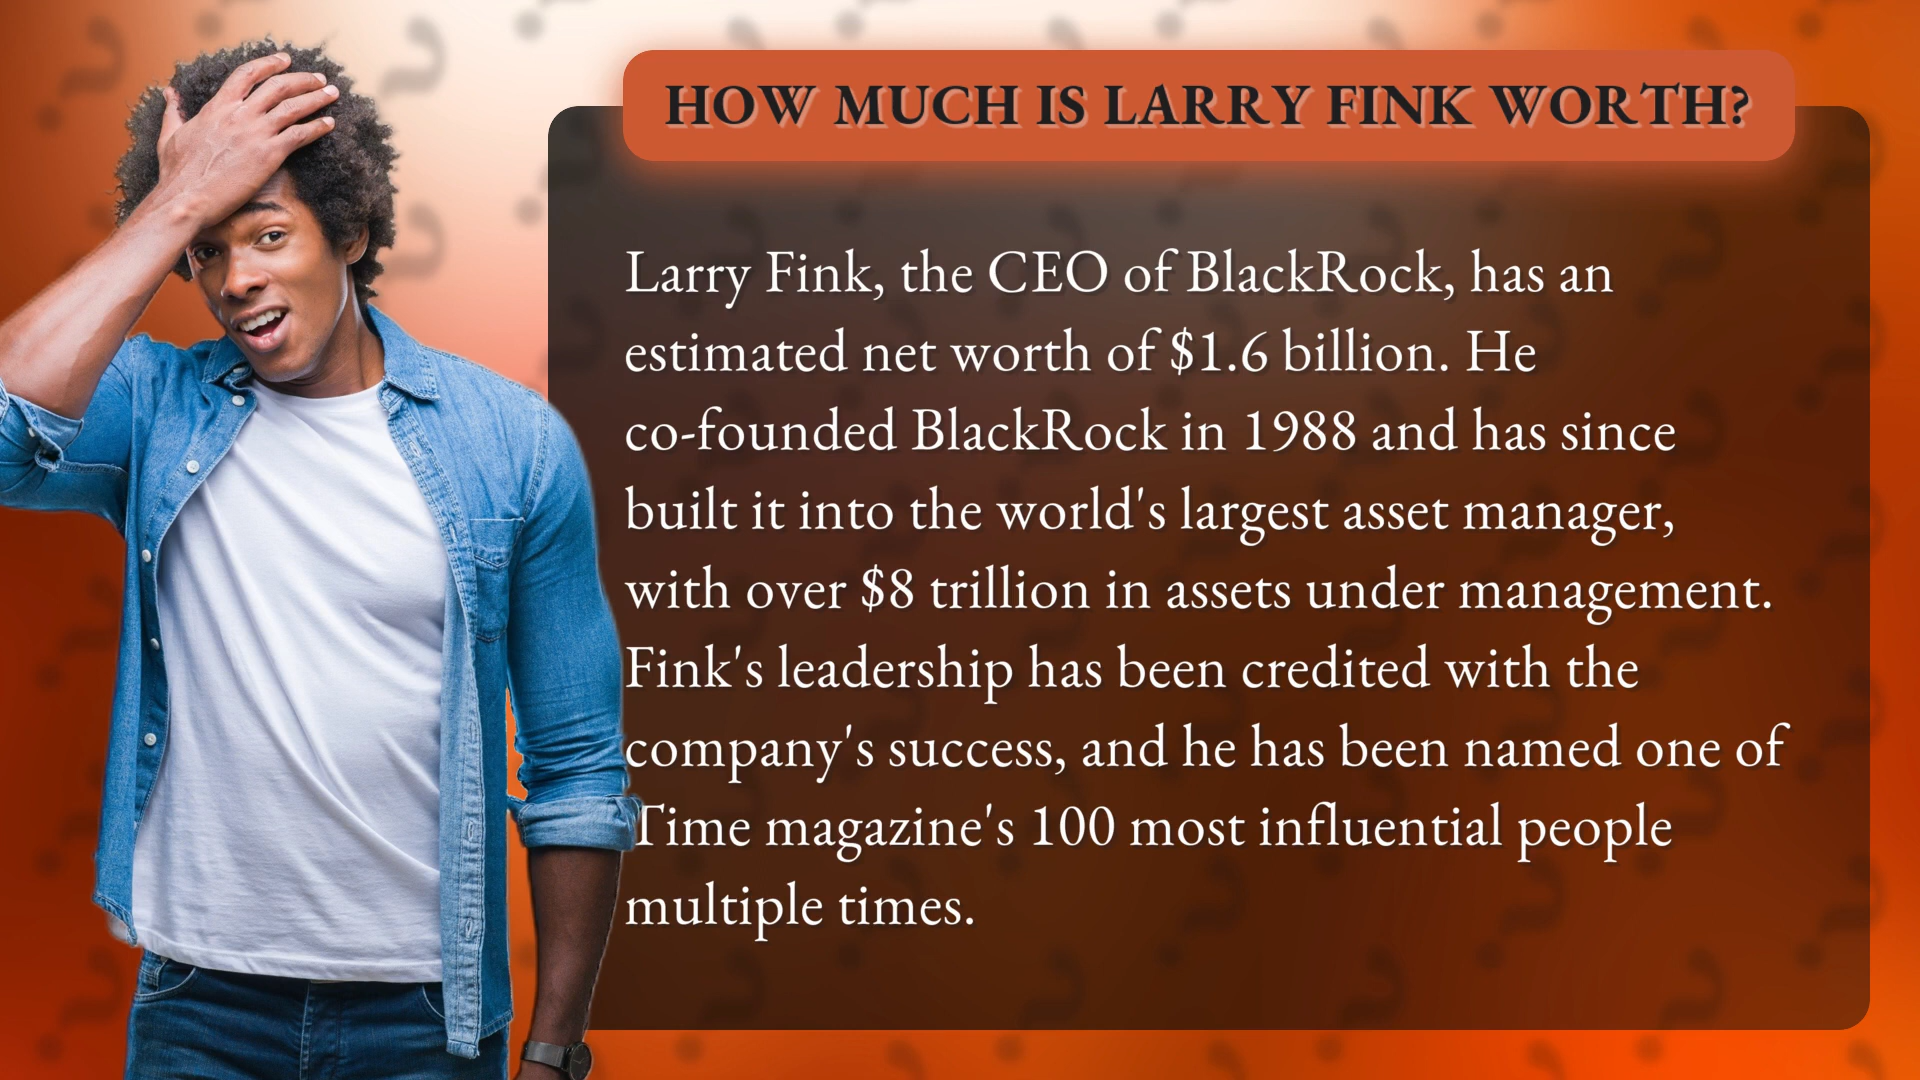 HOW MUCH IS LARRY FINK WORTH?
Larry Fink, the CEO of BlackRock, has an
estimated net worth of $1.6 billion. He
co-founded BlackRock in 1988 and has since
built it into the world's largest asset manager,
with over $8 trillion in assets under management.
Fink's leadership has been credited with the
company's success, and he has been named one of
Time magazine's 100 most influential people
multiple times.